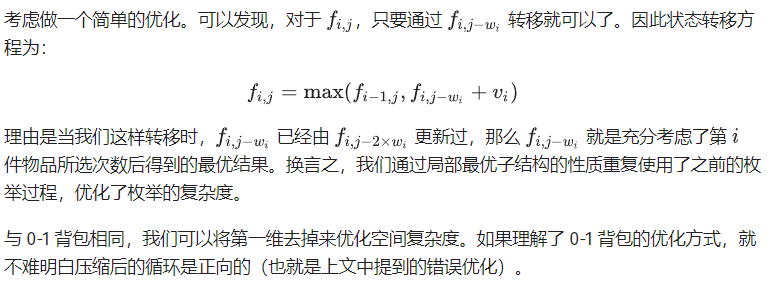 考虑做一个简单的优化。可以发现，对于 $f_{i,j}$，只要通过 $f_{i,j-w_i}$ 转移就可以了。因此状态转移方
程为：
$f_{i,j} = \max(f_{i-1,j}, f_{i,j-w_i} + v_i)$
理由是当我们这样转移时，$f_{i,j-w_i}$ 已经由 $f_{i,j-2\times w_i}$ 更新过，那么 $f_{i,j-w_i}$ 就是充分考虑了第 $i$
件物品所选次数后得到的最优结果。换言之，我们通过局部最优子结构的性质重复使用了之前的枚
举过程，优化了枚举的复杂度。
与 0-1 背包相同，我们可以将第一维去掉来优化空间复杂度。如果理解了 0-1 背包的优化方式，就
不难明白压缩后的循环是正向的（也就是上文中提到的错误优化）。